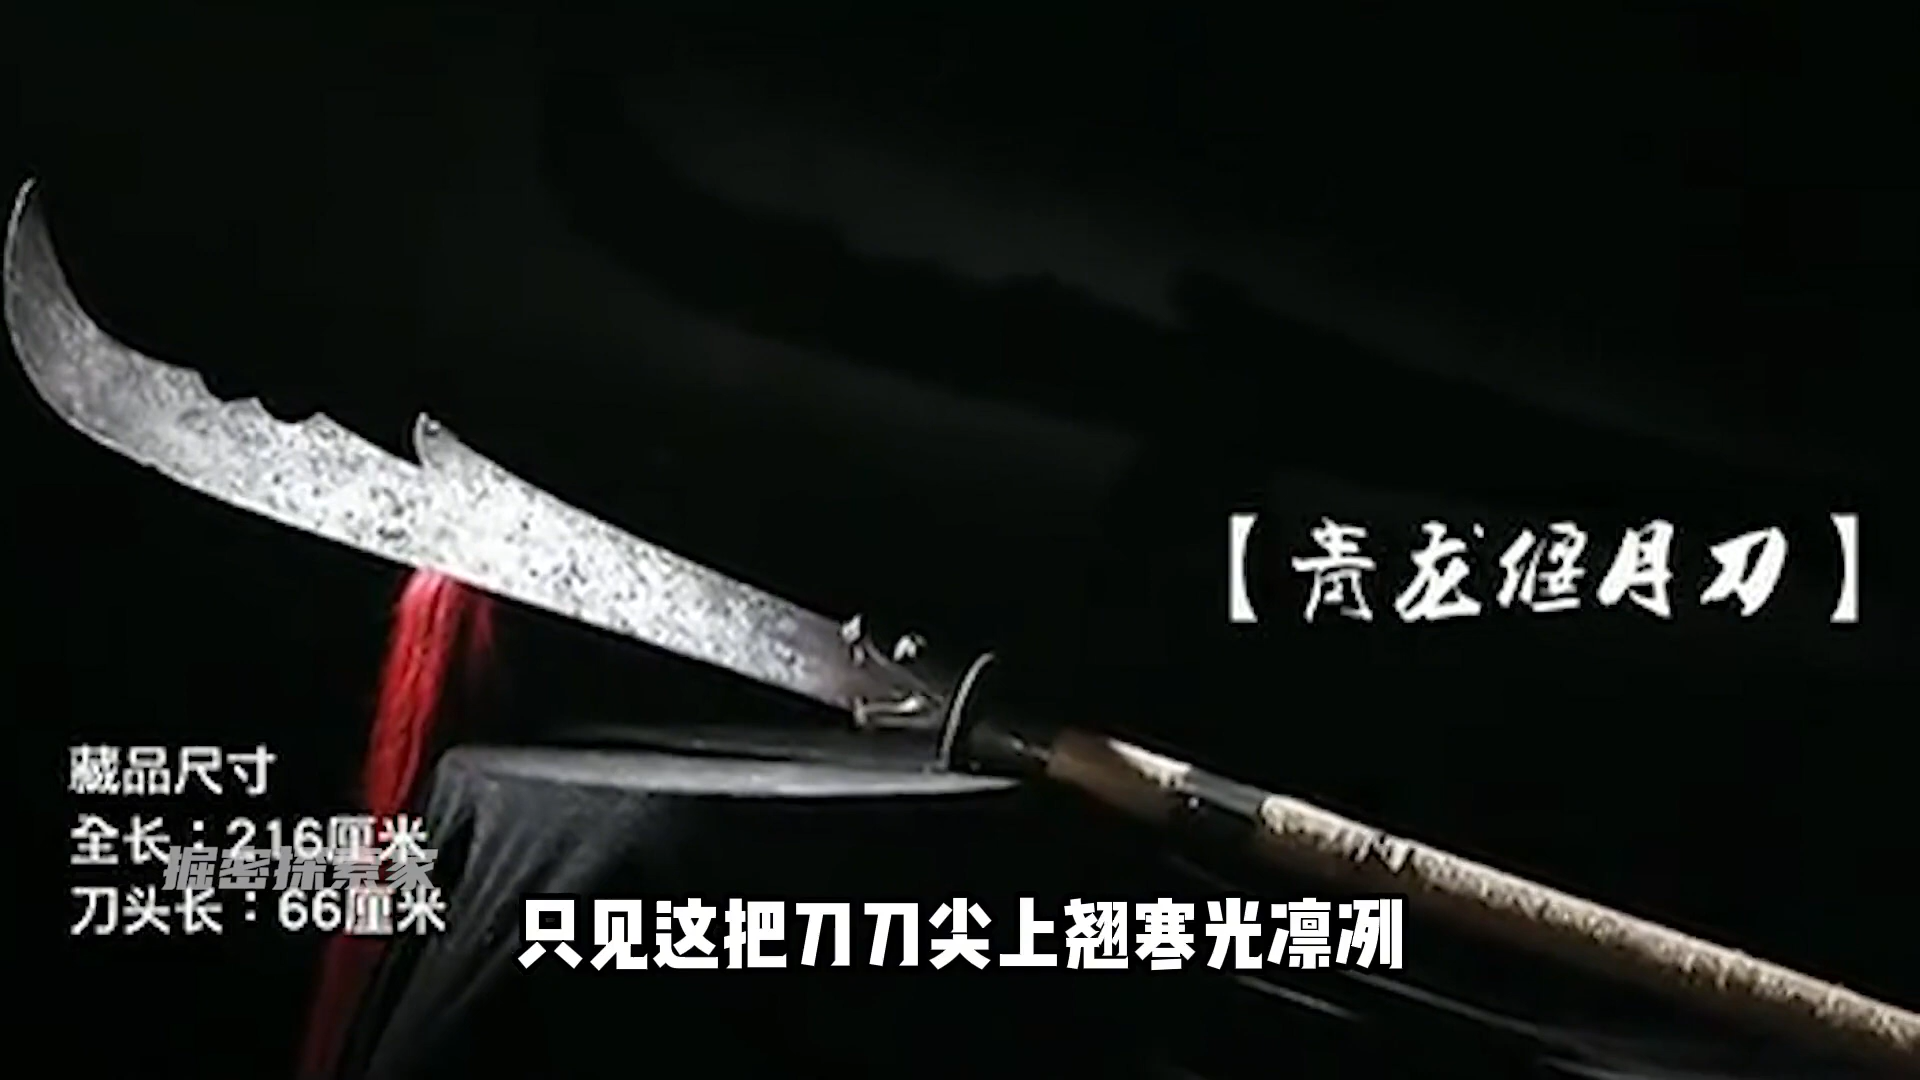 【青龙偃月刀】
藏品尺寸
全长：216厘米
掘密探索家
刀头长：66厘米
只见这把刀刀尖上翘寒光凛冽